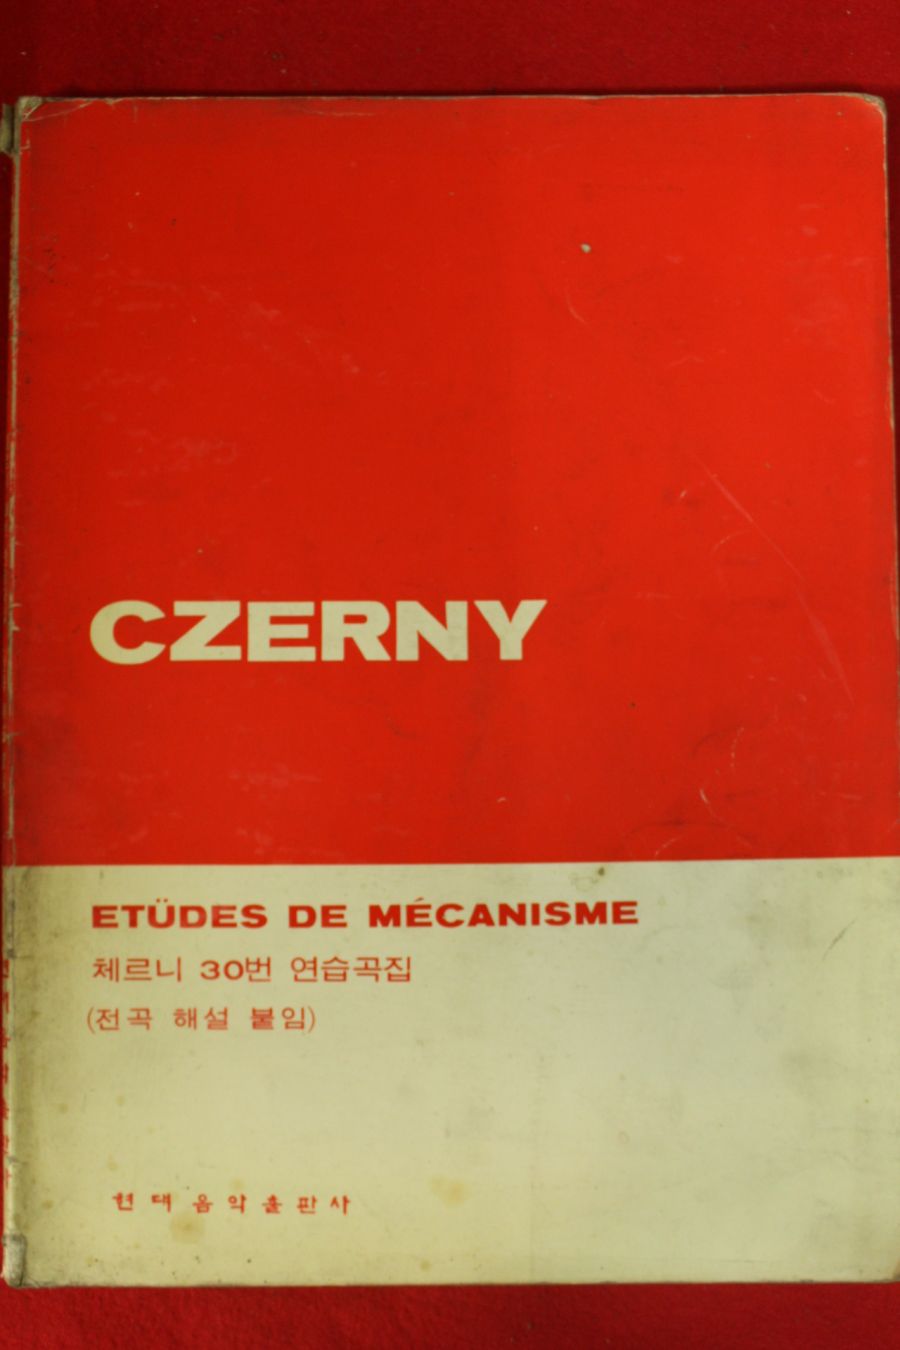 CZERNY
ETÜDES DE MÉCANISME
체르니 30번 연습곡집
(전곡 해설 붙임)
현대음악출판사